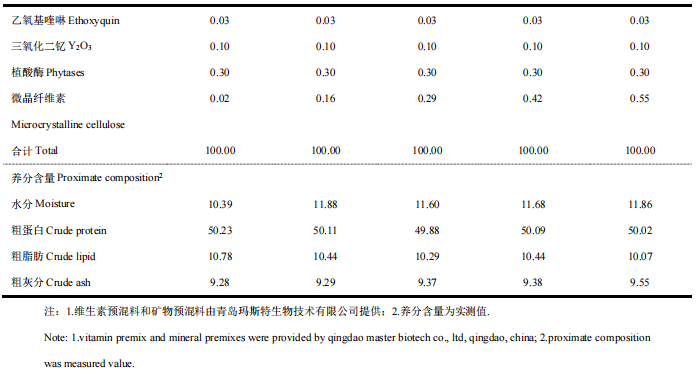 乙氧基喹啉 Ethoxyquin 0.03 0.03 0.03 0.03 0.03
三氧化二钇 Y₂O₃ 0.10 0.10 0.10 0.10 0.10
植酸酶 Phytases 0.30 0.30 0.30 0.30 0.30
微晶纤维素 0.02 0.16 0.29 0.42 0.55
Microcrystalline cellulose
合计 Total 100.00 100.00 100.00 100.00 100.00
养分含量 Proximate composition²
水分 Moisture 10.39 11.88 11.60 11.68 11.86
粗蛋白 Crude protein 50.23 50.11 49.88 50.09 50.02
粗脂肪 Crude lipid 10.78 10.44 10.29 10.44 10.07
粗灰分 Crude ash 9.28 9.29 9.37 9.38 9.55
注：1.维生素预混料和矿物预混料由青岛玛斯特生物技术有限公司提供；2.养分含量为实测值.
Note: 1.vitamin premix and mineral premixes were provided by qingdao master biotech co., ltd, qingdao, china; 2.proximate composition
was measured value.